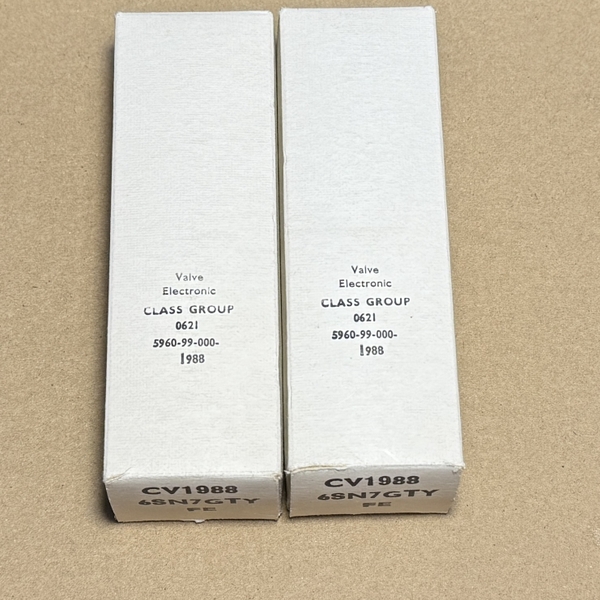 Valve
Electronic
CLASS GROUP
0621
5960-99-000-
1988
CV1988
6SN7GTY
FE
Valve
Electronic
CLASS GROUP
0621
5960-99-000-
1988
CV1988
6SN7GTY
FE